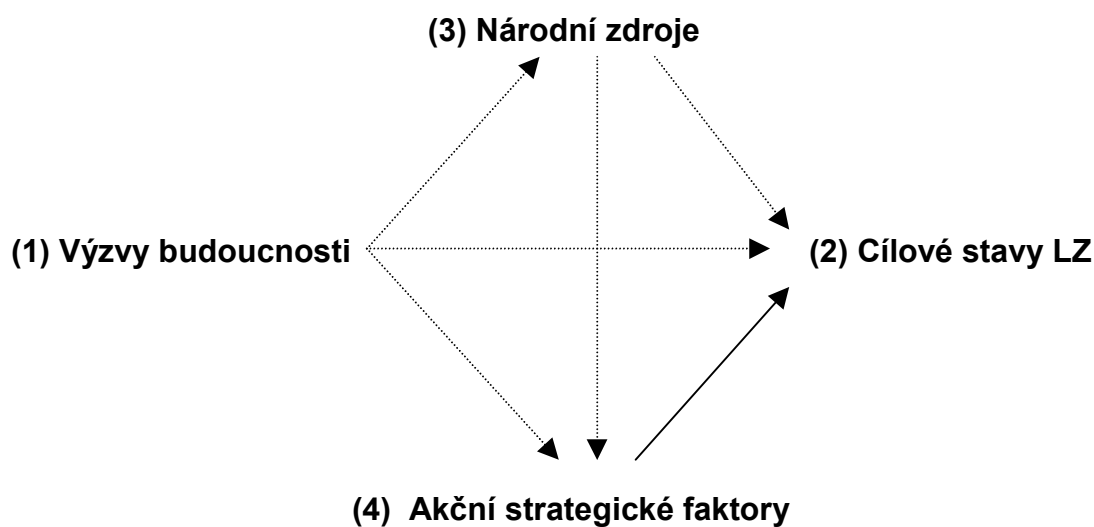 (3) Národní zdroje
(1) Výzvy budoucnosti
(2) Cílové stavy LZ
(4) Akční strategické faktory